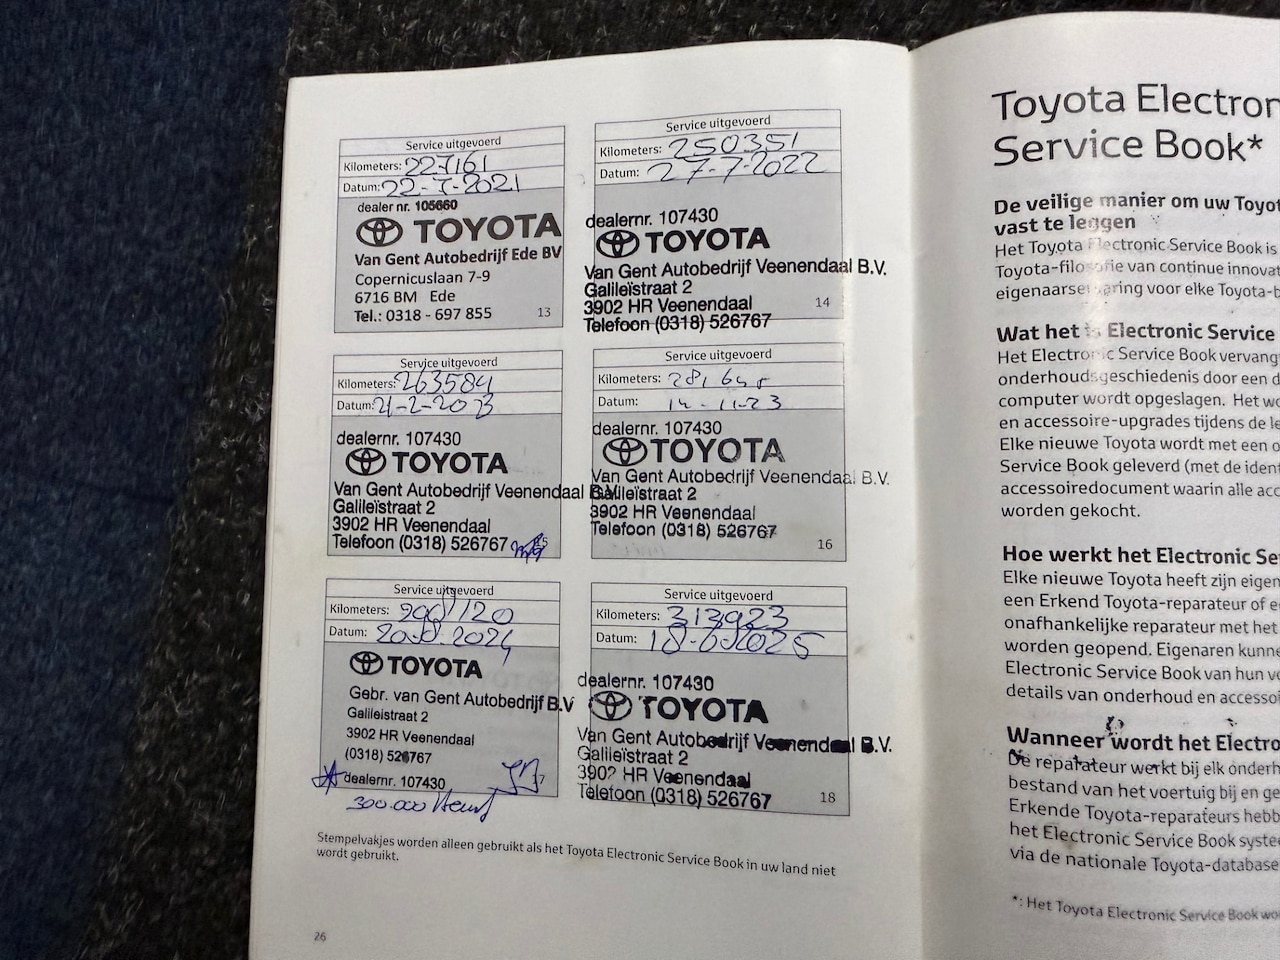 Service uitgevoerd
Kilometers: 227161
Datum: 22-7-2021
dealer nr. 105660
TOYOTA
Van Gent Autobedrijf Ede BV
Copernicuslaan 7-9
6716 BM Ede
Tel.: 0318 - 697 855
13
Service uitgevoerd
Kilometers: 250351
Datum: 27-7-2022
dealernr. 107430
TOYOTA
Van Gent Autobedrijf Veenendaal B.V.
Galileïstraat 2
3902 HR Veenendaal
Telefoon (0318) 526767
14
Service uitgevoerd
Kilometers: 263584
Datum: 21-2-2023
dealernr. 107430
TOYOTA
Van Gent Autobedrijf Veenendaal B.V.
Galileïstraat 2
3902 HR Veenendaal
Telefoon (0318) 526767
15
Service uitgevoerd
Kilometers:
Datum: 14-11-23
dealernr. 107430
TOYOTA
Van Gent Autobedrijf Veenendaal B.V.
Galileïstraat 2
3902 HR Veenendaal
Telefoon (0318) 526767
16
Service uitgevoerd
Kilometers: 290120
Datum:
TOYOTA
Gebr. van Gent Autobedrijf B.V
Galileistraat 2
3902 HR Veenendaal
(0318) 526767
dealernr. 107430
17
300.000
Service uitgevoerd
Kilometers: 313923
Datum: 18-6-2025
dealernr. 107430
TOYOTA
Van Gent Autobedrijf Veenendaal B.V.
Galileïstraat 2
3902 HR Veenendaal
Telefoon (0318) 526767
18
Stempelvakjes worden alleen gebruikt als het Toyota Electronic Service Book in uw land niet
wordt gebruikt.
26
Toyota Electron
Service Book*
De veilige manier om uw Toyot
vast te leggen
Het Toyota Electronic Service Book is
Toyota-filosofie van continue innovat
eigenaarservaring voor elke Toyota-b
Wat het is Electronic Service
Het Electronic Service Book vervang
onderhoudsgeschiedenis door een d
computer wordt opgeslagen. Het wo
en accessoire-upgrades tijdens de le
Elke nieuwe Toyota wordt met een o
Service Book geleverd (met de ident
accessoiredocument waarin alle acc
worden gekocht.
Hoe werkt het Electronic Se
Elke nieuwe Toyota heeft zijn eigen
een Erkend Toyota-reparateur of e
onafhankelijke reparateur met het
worden geopend. Eigenaren kunne
Electronic Service Book van hun ve
details van onderhoud en accesso
Wanneer wordt het Electro
De reparateur werkt bij elk onderh
bestand van het voertuig bij en ge
Erkende Toyota-reparateurs hebb
het Electronic Service Book syste
via de nationale Toyota-database
*: Het Toyota Electronic Service Book wo